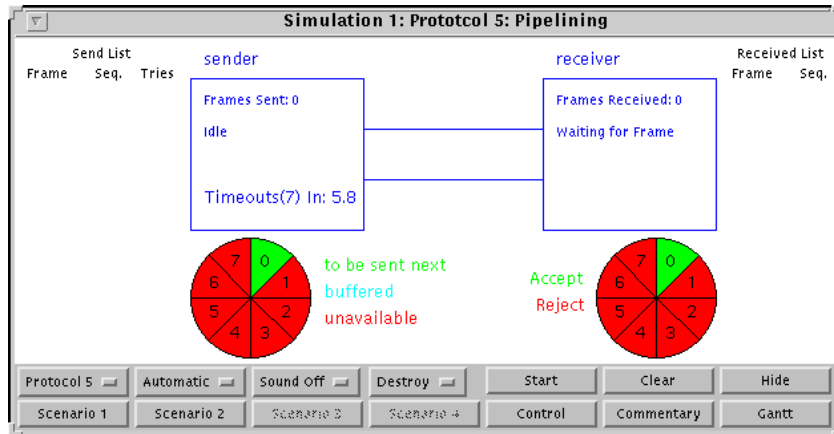 Simulation 1: Prototcol 5: Pipelining
Send List
Frame Seq. Tries
sender
Frames Sent: 0
Idle
Timeouts(7) In: 5.8
receiver
Frames Received: 0
Waiting for Frame
Received List
Frame Seq.
7 0
6 1
5 2
4 3
to be sent next
buffered
unavailable
Accept
Reject
7 0
6 1
5 2
4 3
Protocol 5 Automatic Sound Off Destroy Start Clear Hide
Scenario 1 Scenario 2 Scenario 3 Scenario 4 Control Commentary Gantt